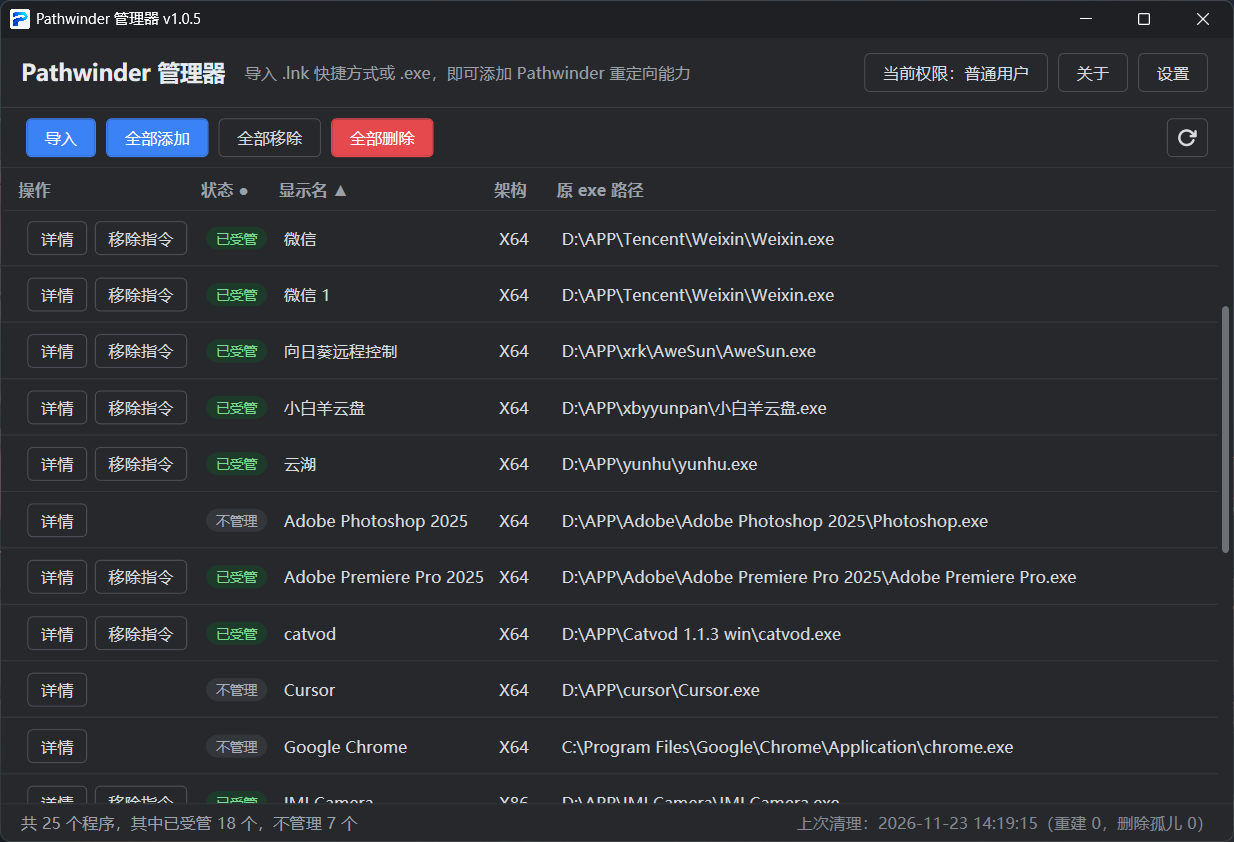 Pathwinder 管理器 v1.0.5
Pathwinder 管理器 导入 .lnk 快捷方式或 .exe，即可添加 Pathwinder 重定向能力 当前权限：普通用户 关于 设置
导入 全部添加 全部移除 全部删除
操作 状态 ● 显示名 ▲ 架构 原 exe 路径
详情 移除指令 已受管 微信 X64 D:\APP\Tencent\Weixin\Weixin.exe
详情 移除指令 已受管 微信 1 X64 D:\APP\Tencent\Weixin\Weixin.exe
详情 移除指令 已受管 向日葵远程控制 X64 D:\APP\xrk\AweSun\AweSun.exe
详情 移除指令 已受管 小白羊云盘 X64 D:\APP\xbyyunpan\小白羊云盘.exe
详情 移除指令 已受管 云湖 X64 D:\APP\yunhu\yunhu.exe
详情 不管理 Adobe Photoshop 2025 X64 D:\APP\Adobe\Adobe Photoshop 2025\Photoshop.exe
详情 移除指令 已受管 Adobe Premiere Pro 2025 X64 D:\APP\Adobe\Adobe Premiere Pro 2025\Adobe Premiere Pro.exe
详情 移除指令 已受管 catvod X64 D:\APP\Catvod 1.1.3 win\catvod.exe
详情 不管理 Cursor X64 D:\APP\cursor\Cursor.exe
详情 不管理 Google Chrome X64 C:\Program Files\Google\Chrome\Application\chrome.exe
详情 移除指令 已受管 Camera X86
共 25 个程序，其中已受管 18 个，不管理 7 个 上次清理：2026-11-23 14:19:15（重建 0，删除孤儿 0）